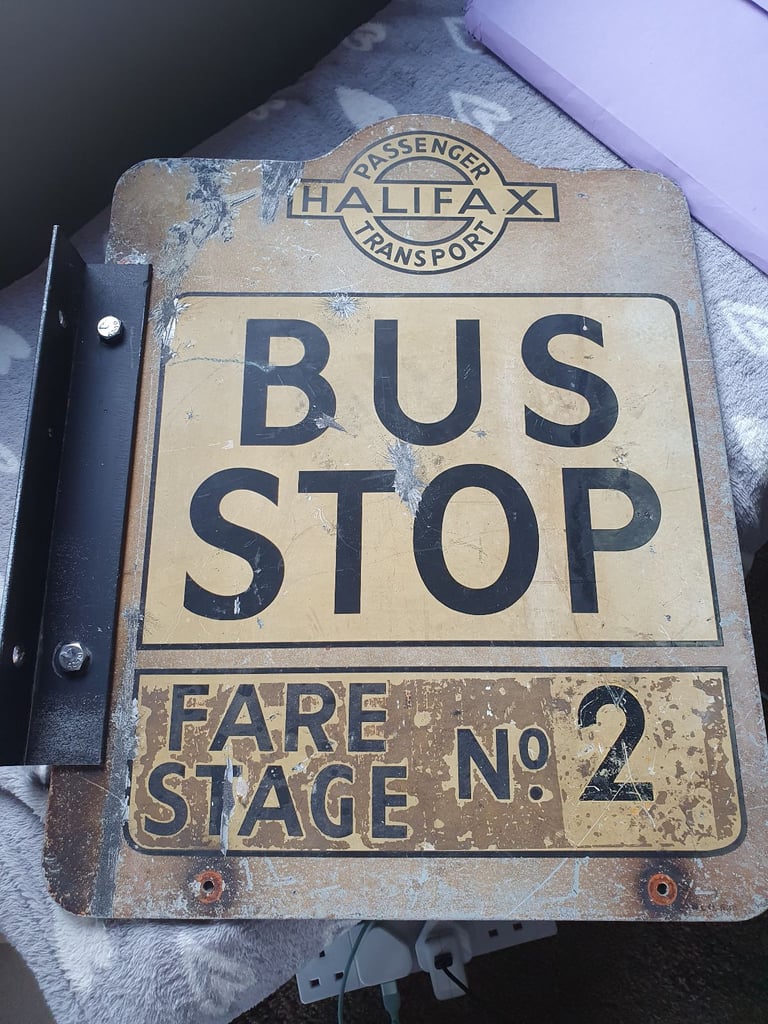 PASSENGER
HALIFAX
TRANSPORT
BUS
STOP
FARE
STAGE
Nº 2